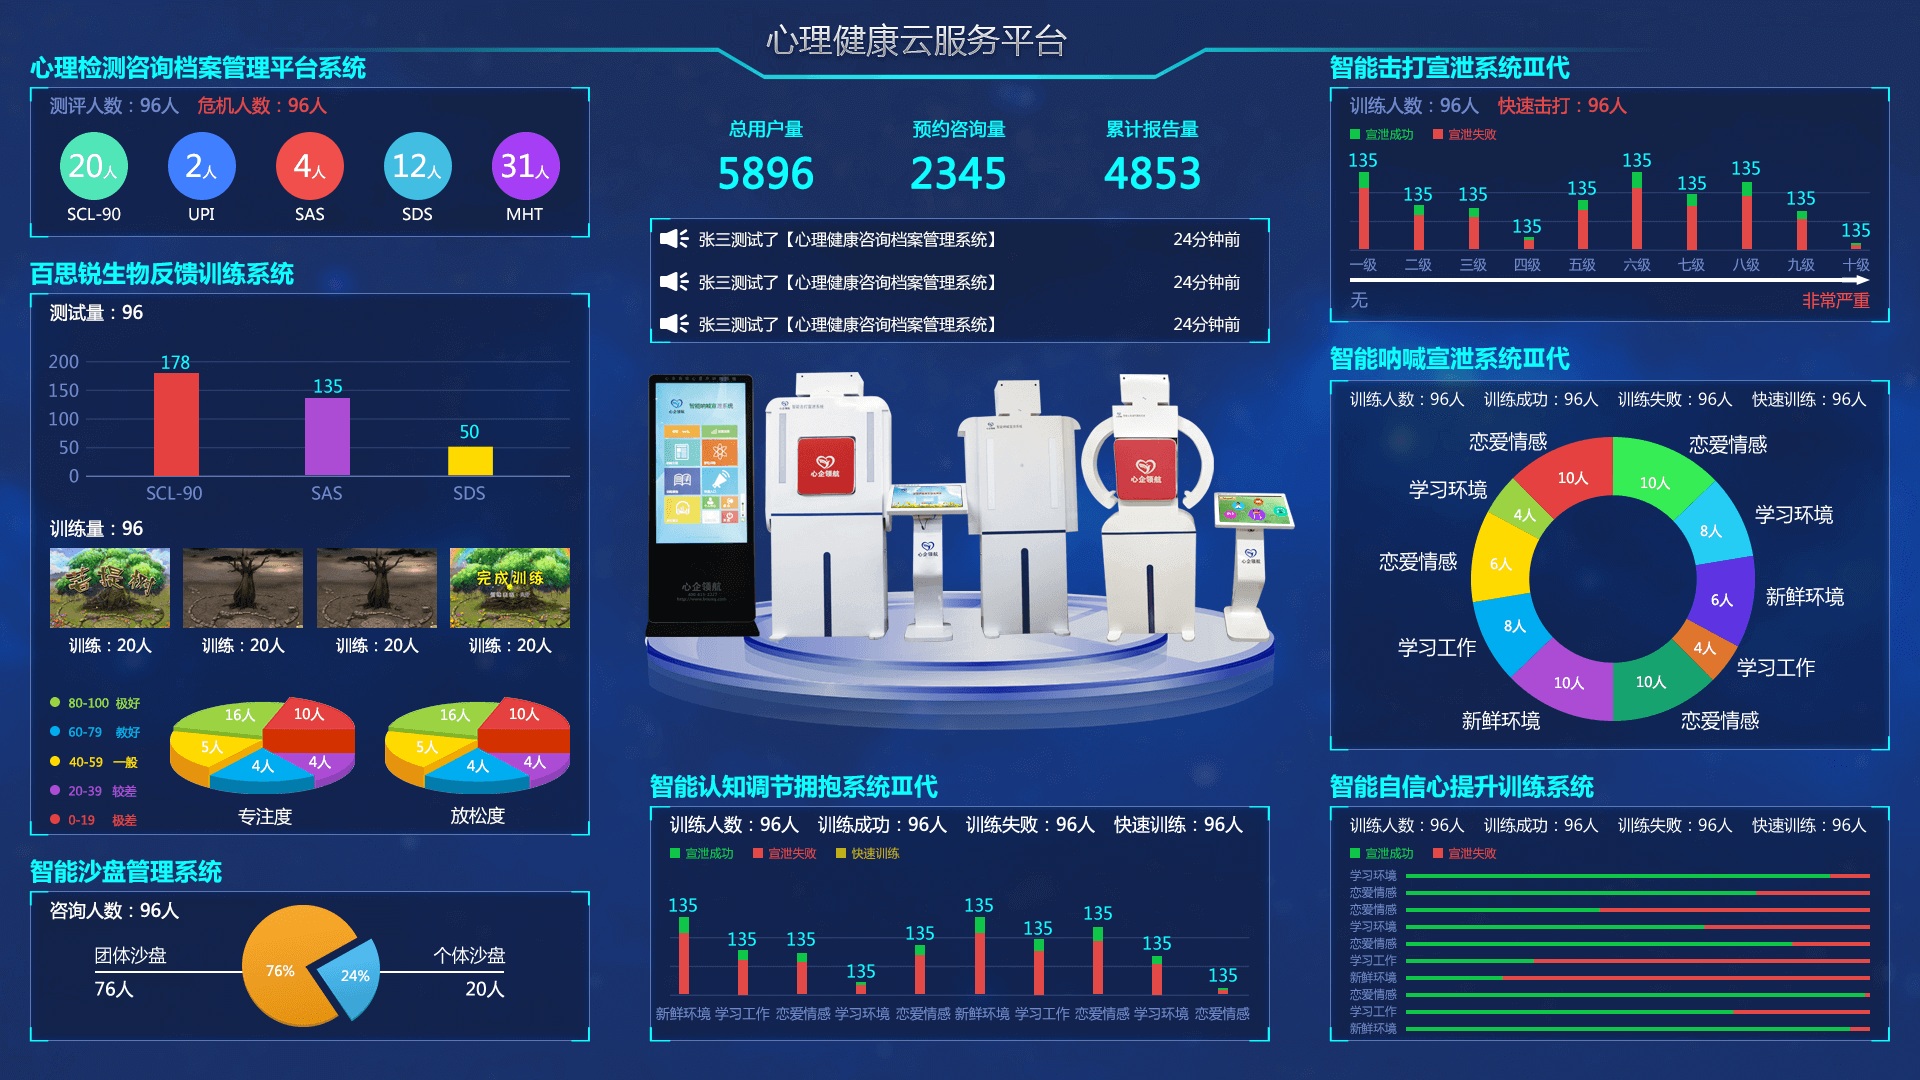 心理健康云服务平台
心理检测咨询档案管理平台系统
测评人数：96人 危机人数：96人
20人 2人 4人 12人 31人
SCL-90 UPI SAS SDS MHT
百思锐生物反馈训练系统
测试量：96
200
150
100
50
0
178 135 50
SCL-90 SAS SDS
训练量：96
菩提树
完成训练
训练：20人 训练：20人 训练：20人 训练：20人
80-100 极好
60-79 教好
40-59 一般
20-39 较差
0-19 极差
16人 10人 5人 4人 4人
专注度
16人 10人 5人 4人 4人
放松度
智能沙盘管理系统
咨询人数：96人
团体沙盘
76人
76% 24%
个体沙盘
20人
总用户量 预约咨询量 累计报告量
5896 2345 4853
张三测试了【心理健康咨询档案管理系统】 24分钟前
张三测试了【心理健康咨询档案管理系统】 24分钟前
张三测试了【心理健康咨询档案管理系统】 24分钟前
智能呐喊宣泄系统
心企领航
心企领航
心企领航
心企领航
心企领航
心企领航
智能认知调节拥抱系统Ⅲ代
训练人数：96人 训练成功：96人 训练失败：96人 快速训练：96人
宣泄成功 宣泄失败 快速训练
135 135 135 135 135 135 135 135 135 135
新鲜环境 学习工作 恋爱情感 学习环境 恋爱情感 新鲜环境 学习工作 恋爱情感 学习环境 恋爱情感
智能击打宣泄系统Ⅲ代
训练人数：96人 快速击打：96人
宣泄成功 宣泄失败
135 135 135 135 135 135 135 135 135 135
一级 二级 三级 四级 五级 六级 七级 八级 九级 十级
无 非常严重
智能呐喊宣泄系统Ⅲ代
训练人数：96人 训练成功：96人 训练失败：96人 快速训练：96人
恋爱情感 10人
学习环境 8人
新鲜环境 6人
学习工作 4人
恋爱情感 10人
新鲜环境 10人
学习工作 8人
恋爱情感 6人
学习环境 4人
恋爱情感 10人
智能自信心提升训练系统
训练人数：96人 训练成功：96人 训练失败：96人 快速训练：96人
宣泄成功 宣泄失败
学习环境
恋爱情感
恋爱情感
学习环境
恋爱情感
学习工作
新鲜环境
恋爱情感
学习工作
新鲜环境